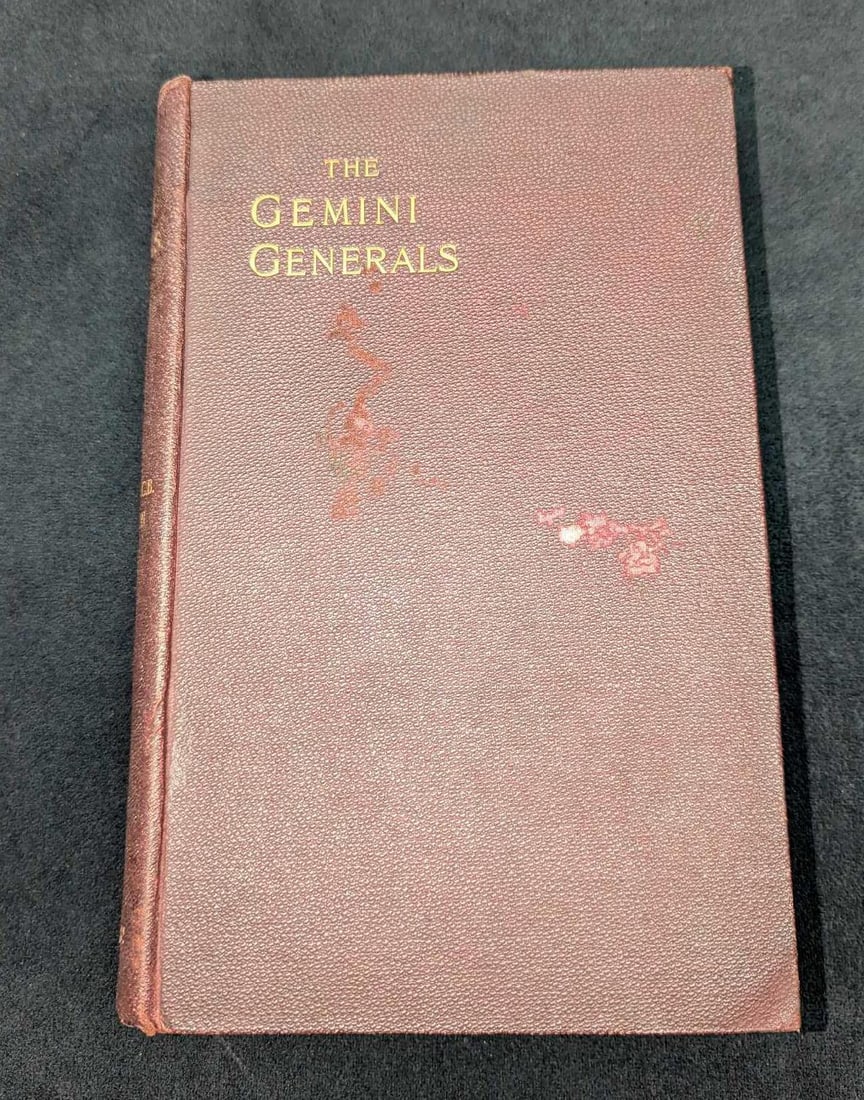 THE
GEMINI
GENERALS
C.B.